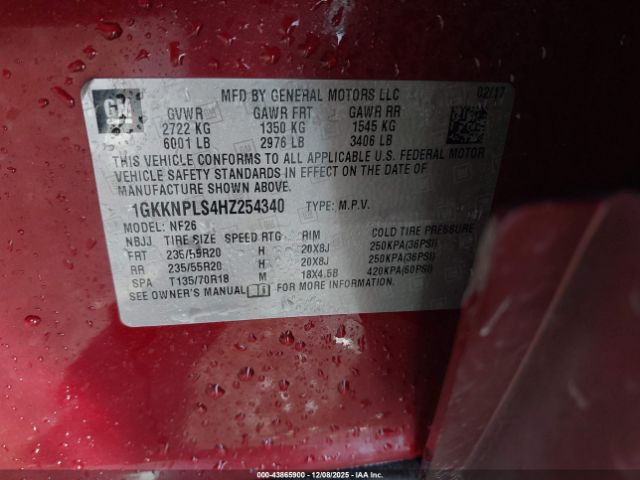 GM
MFD BY GENERAL MOTORS LLC 02/17
GVWR GAWR FRT GAWR RR
2722 KG 1350 KG 1545 KG
6001 LB 2976 LB 3406 LB
THIS VEHICLE CONFORMS TO ALL APPLICABLE U.S. FEDERAL MOTOR
VEHICLE SAFETY STANDARDS IN EFFECT ON THE DATE OF
MANUFACTURE SHOWN ABOVE.
1GKKNPLS4HZ254340 TYPE: M.P.V.
MODEL: NF26
NBJJ TIRE SIZE SPEED RTG RIM COLD TIRE PRESSURE
FRT 235/55R20 H 20X8J 250KPA(36PSI)
RR 235/55R20 H 20X8J 250KPA(36PSI)
SPA T135/70R18 18X4.5B 420KPA(60PSI)
SEE OWNER'S MANUAL FOR MORE INFORMATION.
000-43865900 - 12/08/2025 - IAAI.com